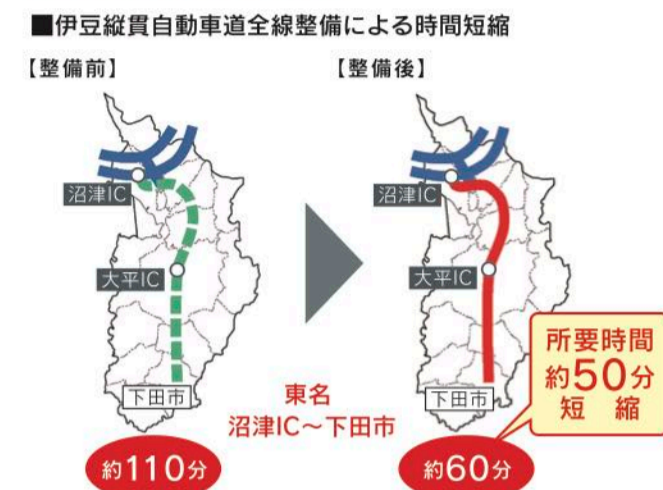 ■伊豆縦貫自動車道全線整備による時間短縮
【整備前】
【整備後】
沼津IC
大平IC
下田市
約110分
東名
沼津IC～下田市
沼津IC
大平IC
下田市
約60分
所要時間
約50分
短 縮